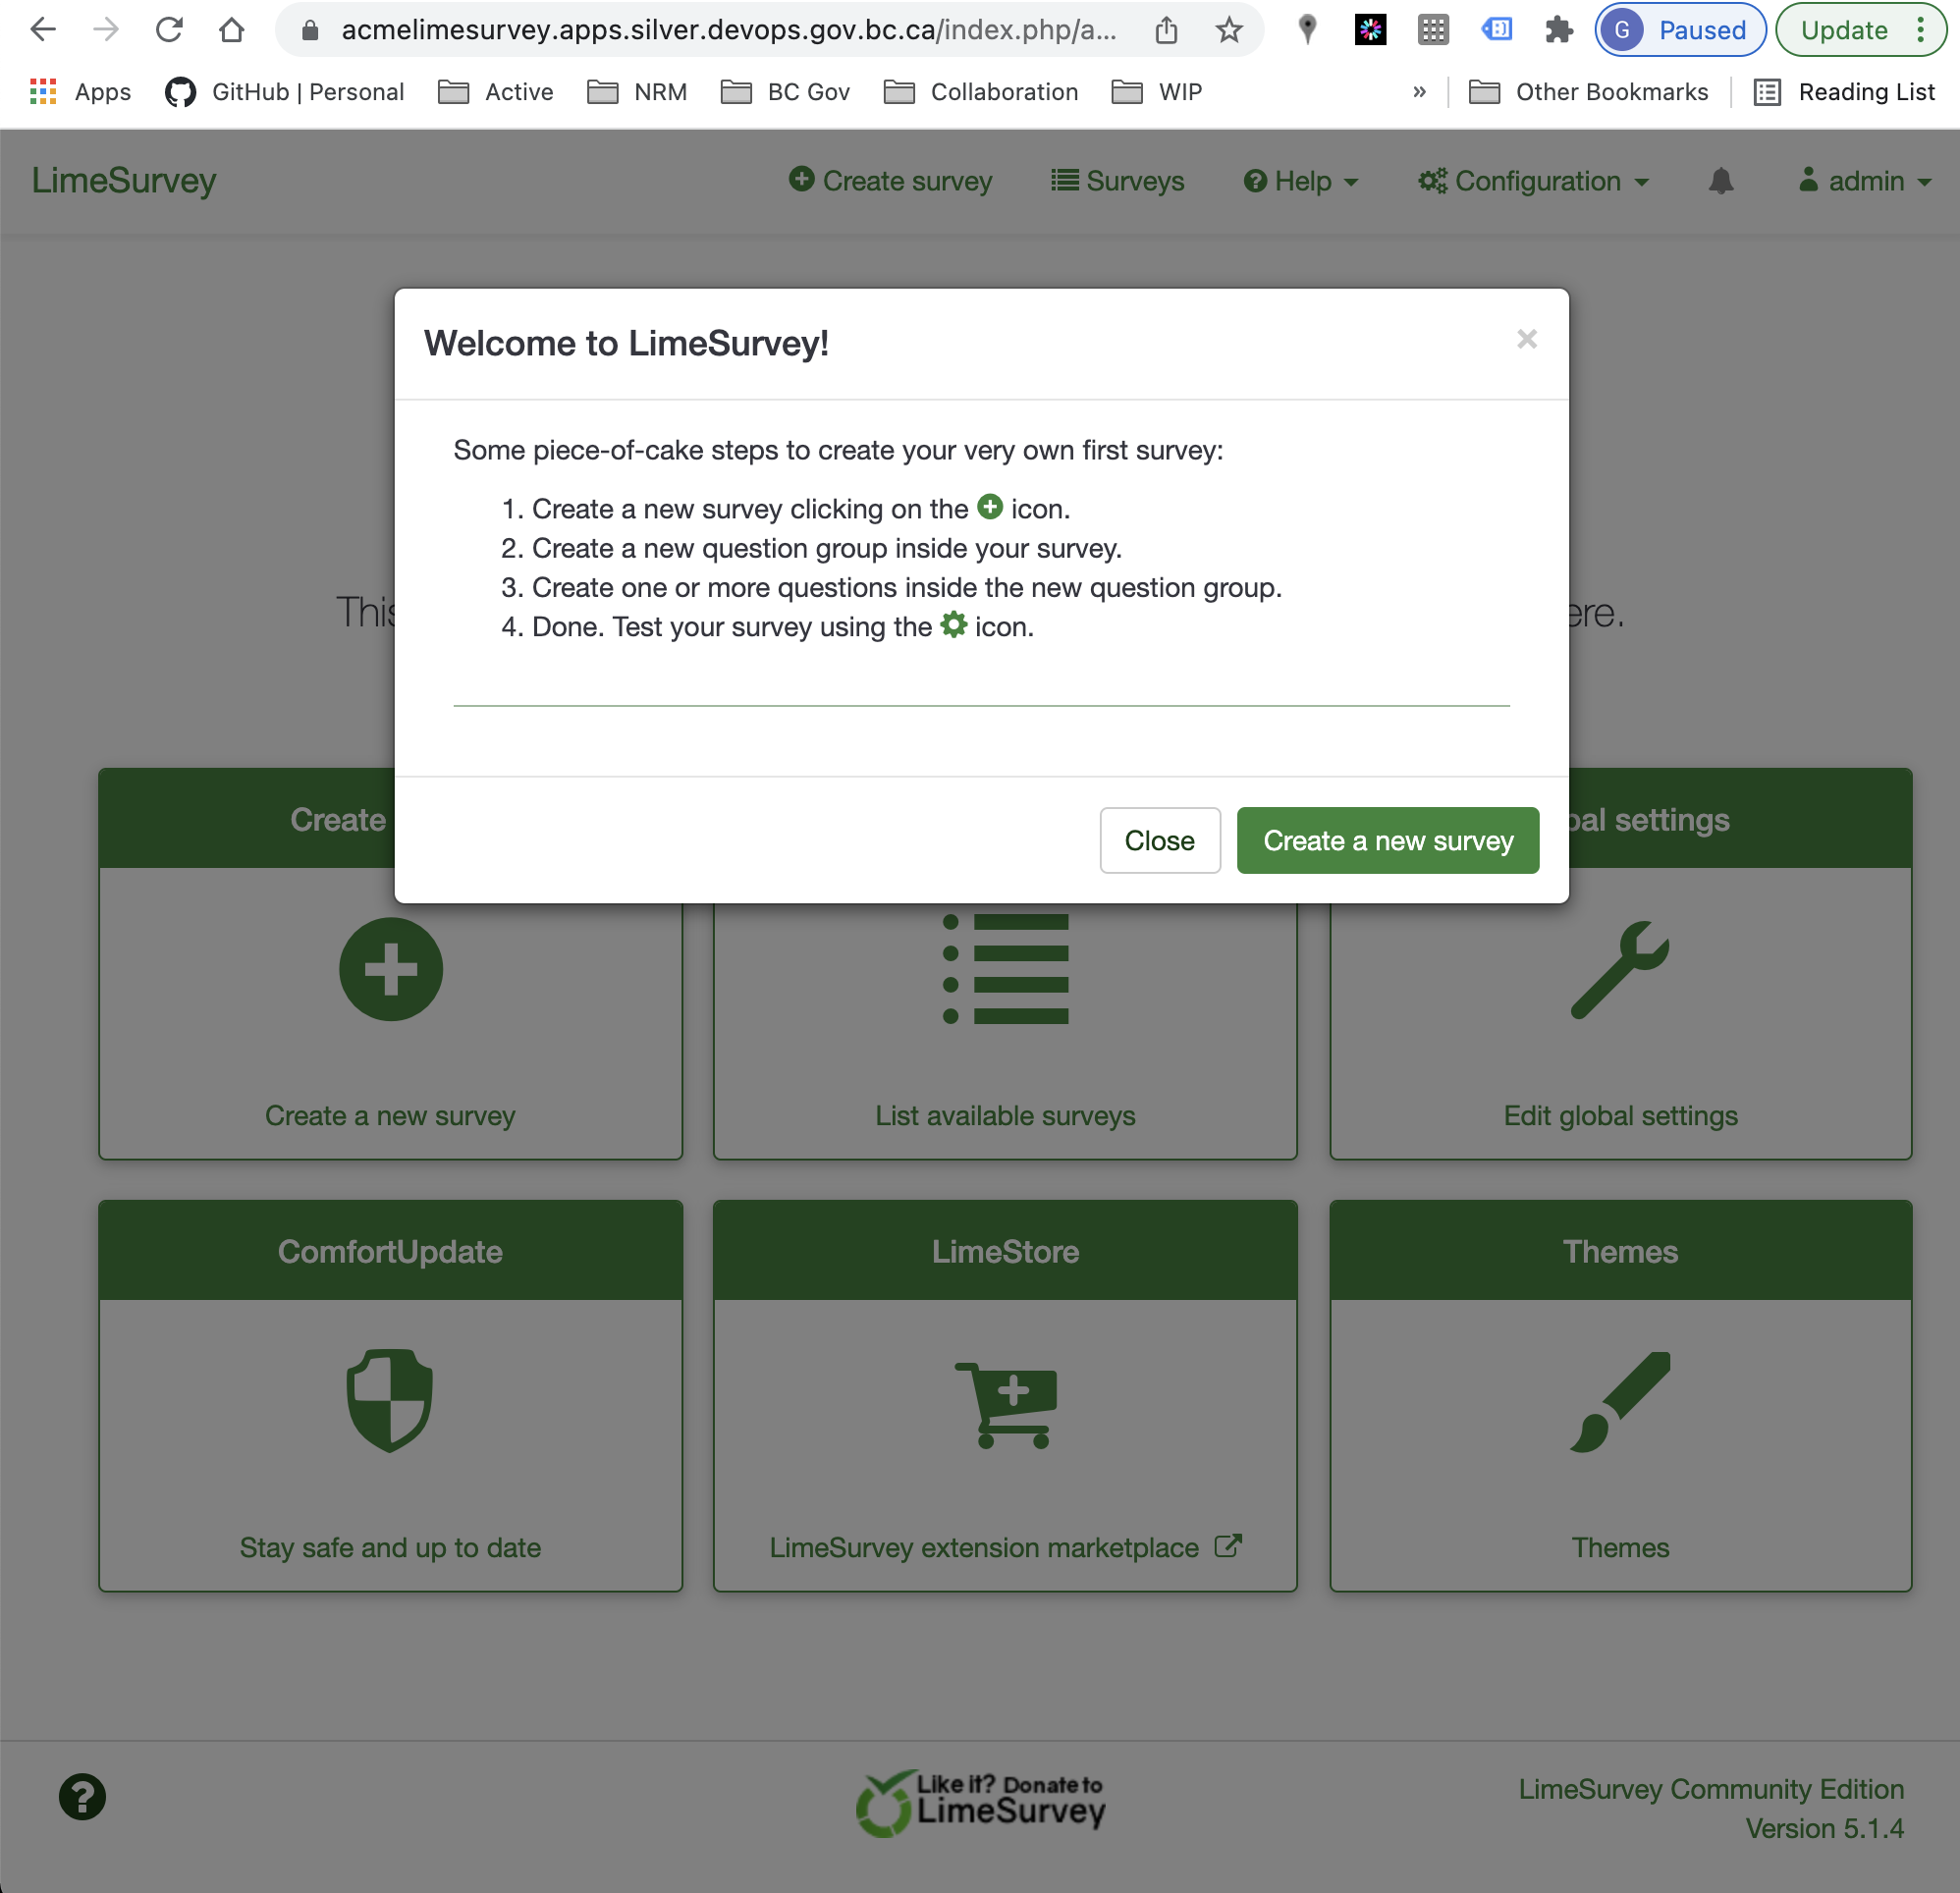 acmelimesurvey.apps.silver.devops.gov.bc.ca/index.php/a...
G Paused
Update
Apps
GitHub | Personal
Active
NRM
BC Gov
Collaboration
WIP
»
Other Bookmarks
Reading List
LimeSurvey
Create survey
Surveys
Help
Configuration
admin
Welcome to LimeSurvey!
×
Some piece-of-cake steps to create your very own first survey:
1. Create a new survey clicking on the icon.
2. Create a new question group inside your survey.
3. Create one or more questions inside the new question group.
4. Done. Test your survey using the icon.
This
ere.
Close
Create a new survey
Create
bal settings
Create a new survey
List available surveys
Edit global settings
ComfortUpdate
LimeStore
Themes
Stay safe and up to date
LimeSurvey extension marketplace
Themes
Like it? Donate to
LimeSurvey
LimeSurvey Community Edition
Version 5.1.4